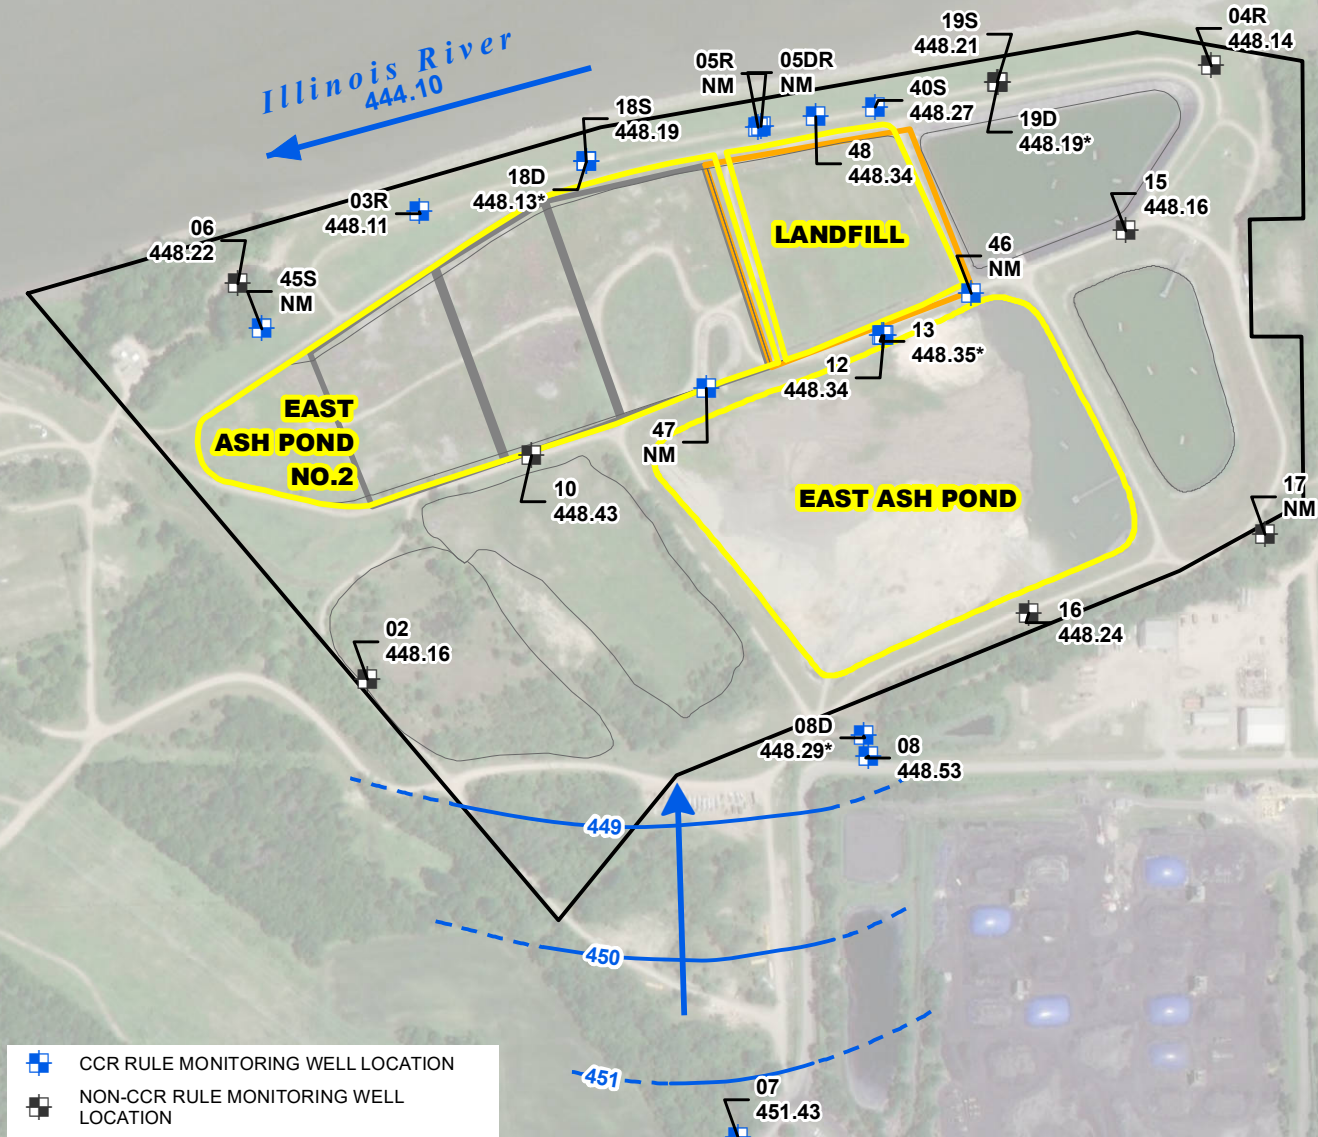 Illinois River
444.10
19S
448.21
04R
448.14
05R
NM
05DR
NM
40S
448.27
18S
448.19
19D
448.19*
48
448.34
18D
448.13*
03R
448.11
15
448.16
06
448.22
45S
NM
LANDFILL
46
NM
13
448.35*
12
448.34
EAST
ASH POND
NO.2
47
NM
10
448.43
EAST ASH POND
17
NM
16
448.24
02
448.16
08D
448.29*
08
448.53
449
450
451
07
451.43
CCR RULE MONITORING WELL LOCATION
NON-CCR RULE MONITORING WELL
LOCATION